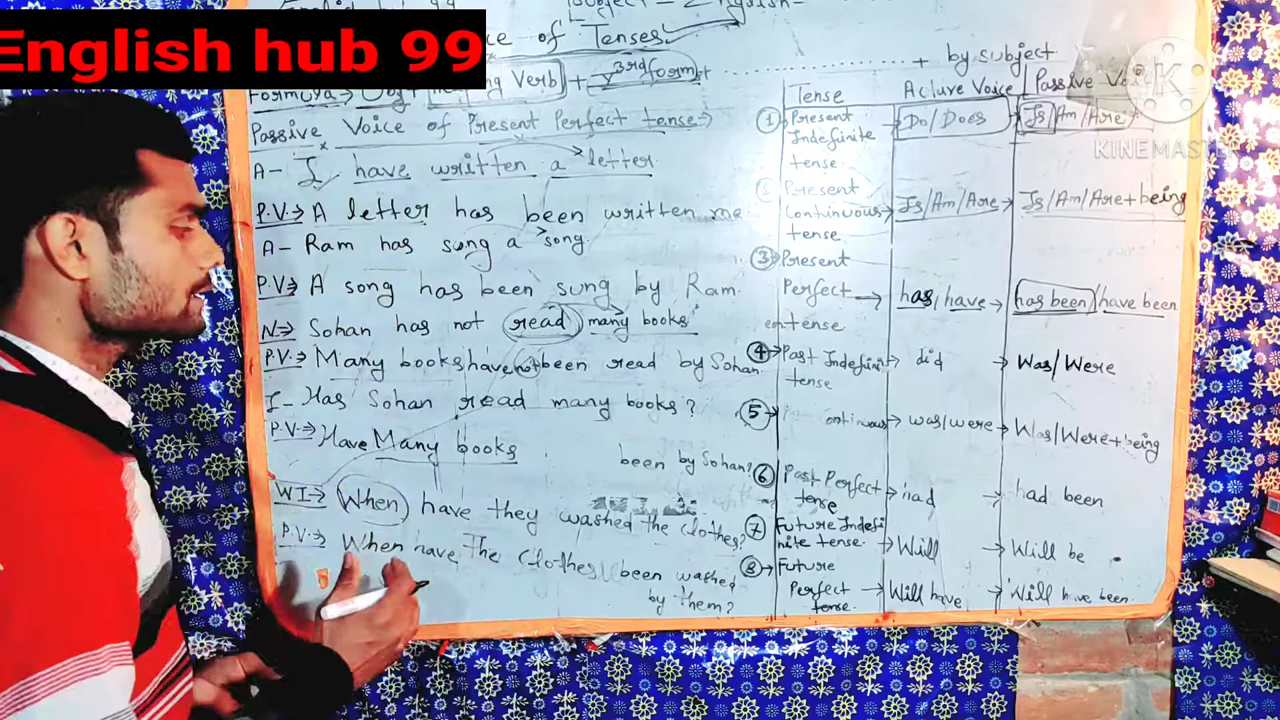 English hub 99
ce of Tenses
Verb + V3rd form + by subject
Passive Voice of Present Perfect tense→
A- I have written a letter.
P.V.→ A letter has been written me
A- Ram has sung a song.
P.V.→ A song has been sung by Ram.
N→ Sohan has not read many books.
P.V.→ Many books have not been read by Sohan
I- Has Sohan read many books?
P.V.→ Have Many books been by Sohan?
WI→ When have they washed the clothes?
P.V.→ When have The Clothes been washed
by them?
Tense Active Voice Passive
① Present Indefinite tense. Do/Does Is/Am/Are
Present Continuous tense Is/Am/Are → Is/Am/Are + being
③ Present Perfect tense → has/have → has been/have been
④ Past Indefini tense → did → Was/Were
⑤ ontinuous → was/were → Was/Were + being
⑥ Past Perfect tense → had → had been
⑦ Future Indefinite tense. → Will → Will be
⑧ Future Perfect tense. → Will have → Will have been.
KINEMASTER